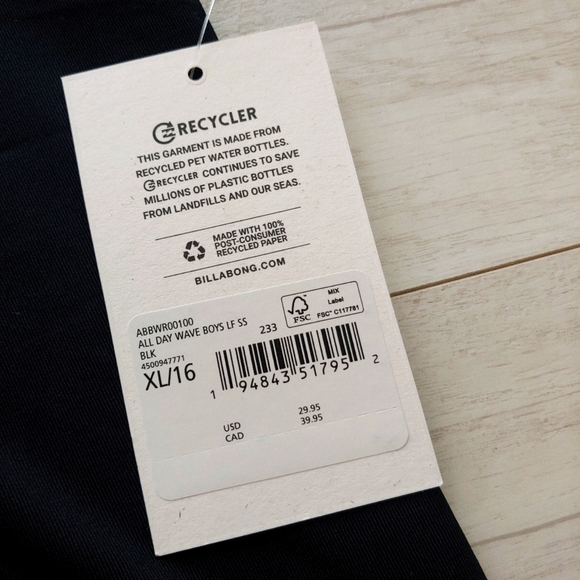 RECYCLER
THIS GARMENT IS MADE FROM
RECYCLED PET WATER BOTTLES.
RECYCLER CONTINUES TO SAVE
MILLIONS OF PLASTIC BOTTLES
FROM LANDFILLS AND OUR SEAS.
MADE WITH 100%
POST-CONSUMER
RECYCLED PAPER
BILLABONG.COM
ABBWR00100
ALL DAY WAVE BOYS LF SS
BLK 233
4500947771
XL/16
FSC
MIX
Label
FSC™ C117781
1 94843 51795 2
USD 29.95
CAD 39.95